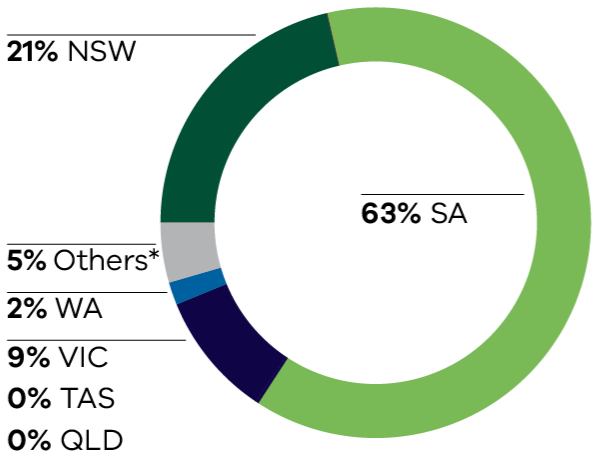 21% NSW
63% SA
5% Others*
2% WA
9% VIC
0% TAS
0% QLD